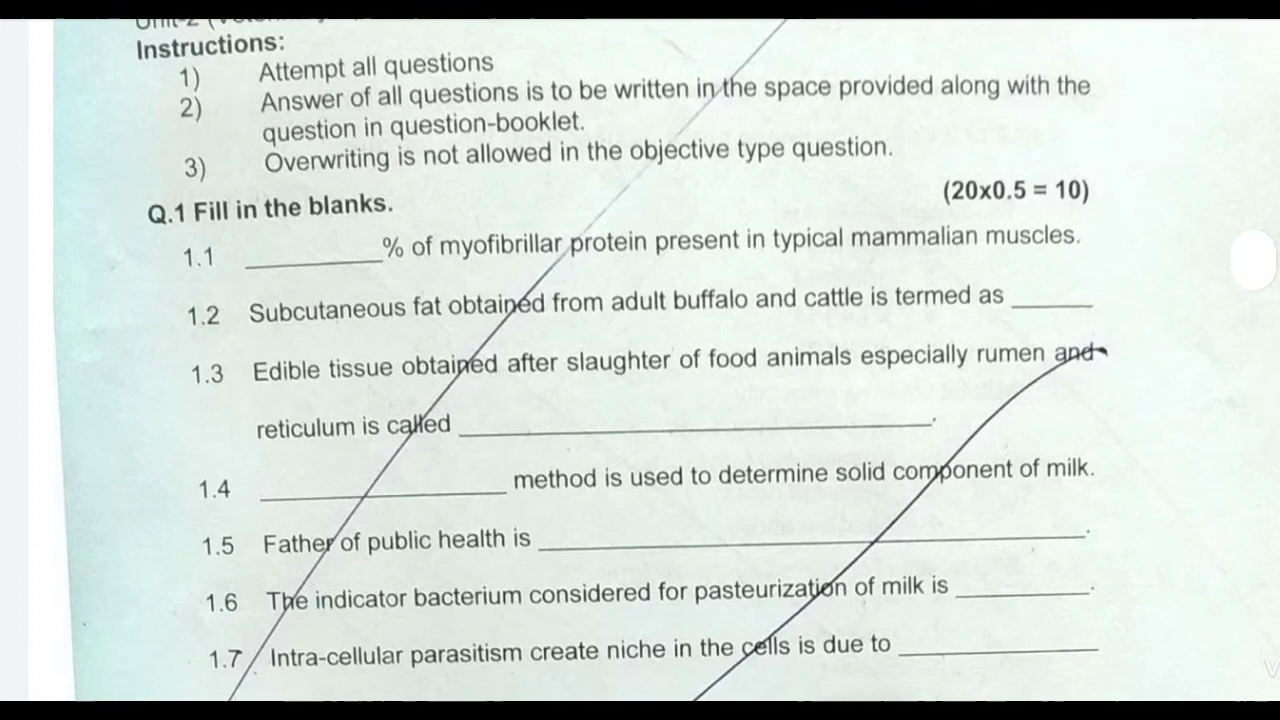 Instructions:
1) Attempt all questions
2) Answer of all questions is to be written in the space provided along with the
question in question-booklet.
3) Overwriting is not allowed in the objective type question.
(20x0.5 = 10)
Q.1 Fill in the blanks.
1.1 __________% of myofibrillar protein present in typical mammalian muscles.
1.2 Subcutaneous fat obtained from adult buffalo and cattle is termed as ______
1.3 Edible tissue obtained after slaughter of food animals especially rumen and
reticulum is called ______________________________.
1.4 __________________ method is used to determine solid component of milk.
1.5 Father of public health is ___________________________________.
1.6 The indicator bacterium considered for pasteurization of milk is _________.
1.7 Intra-cellular parasitism create niche in the cells is due to _____________